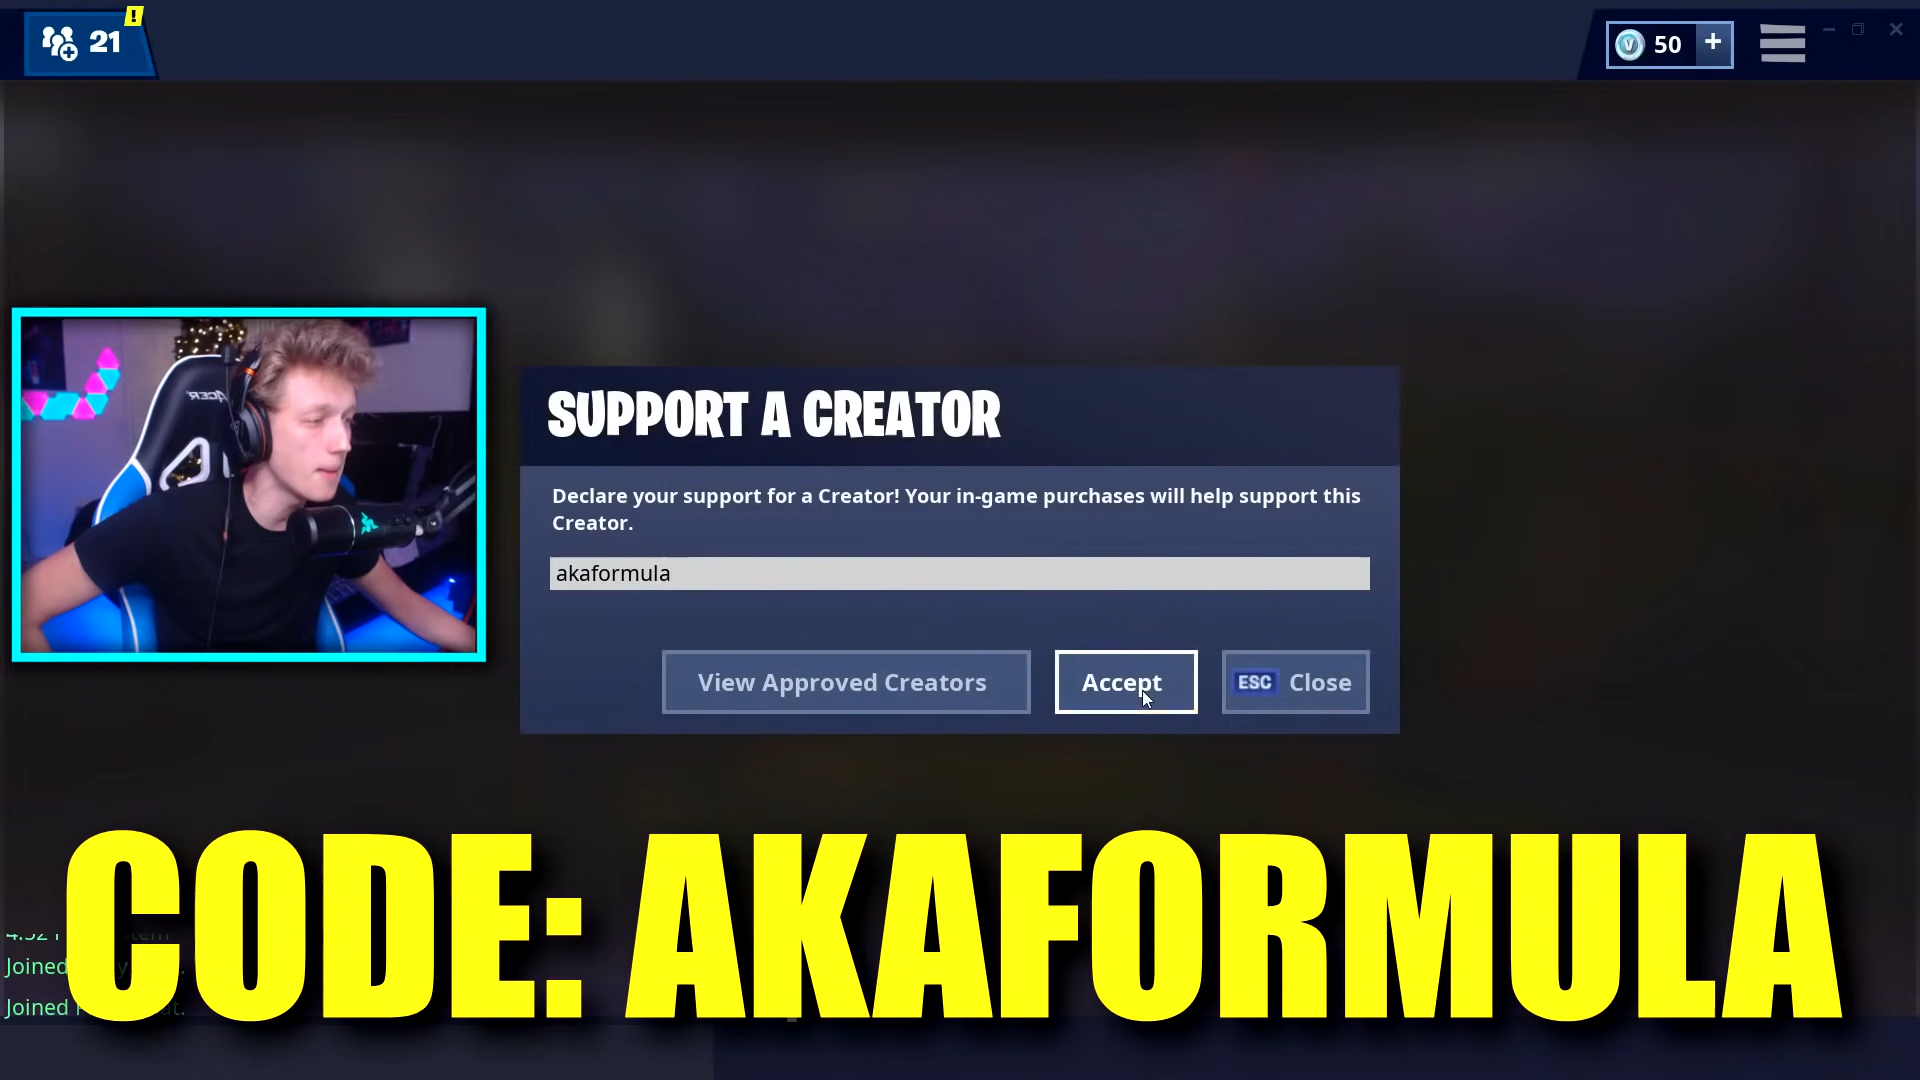 21
!
50
ACER
SUPPORT A CREATOR
Declare your support for a Creator! Your in-game purchases will help support this
Creator.
akaformula
View Approved Creators
Accept
ESC Close
CODE: AKAFORMULA
Joined
Joined